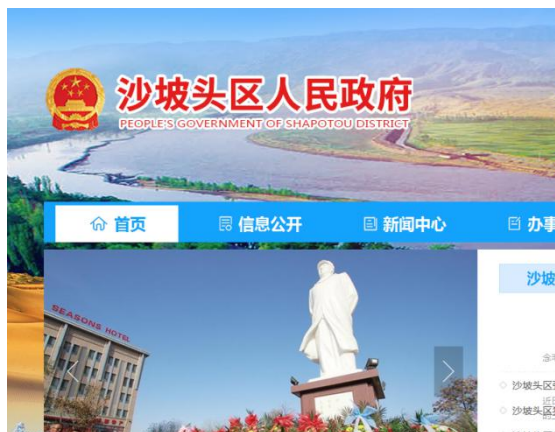 沙坡头区人民政府
PEOPLE'S GOVERNMENT OF SHAPOTOU DISTRICT
首页
信息公开
新闻中心
办事
沙坡
SEASONS HOTEL
沙坡头区
沙坡头区